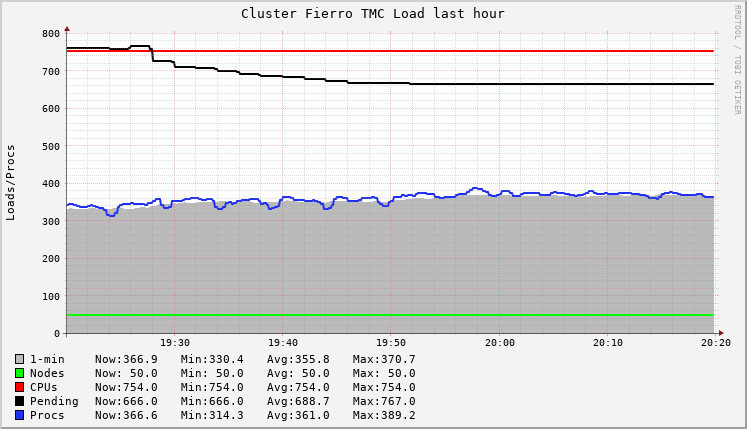 Cluster Fierro TMC Load last hour
RRDTOOL / TOBI OETIKER
Loads/Procs
800
700
600
500
400
300
200
100
0
19:30 19:40 19:50 20:00 20:10 20:20
1-min Now:366.9 Min:330.4 Avg:355.8 Max:370.7
Nodes Now: 50.0 Min: 50.0 Avg: 50.0 Max: 50.0
CPUs Now:754.0 Min:754.0 Avg:754.0 Max:754.0
Pending Now:666.0 Min:666.0 Avg:688.7 Max:767.0
Procs Now:366.6 Min:314.3 Avg:361.0 Max:389.2